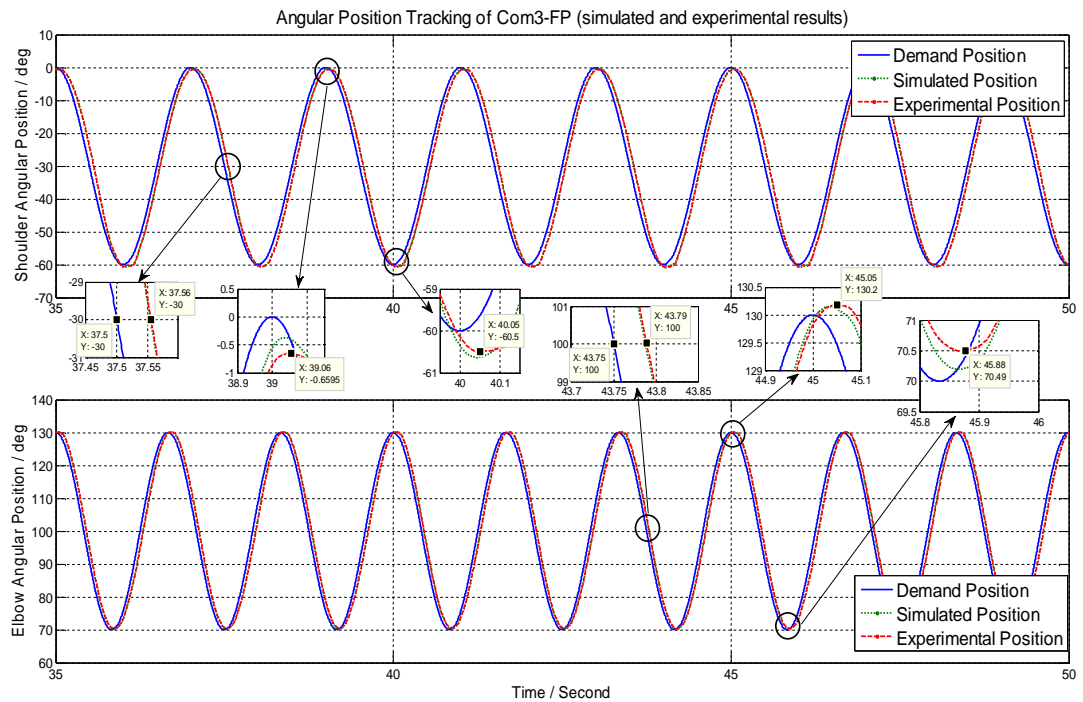 Angular Position Tracking of Com3-FP (simulated and experimental results)
Shoulder Angular Position / deg
10
0
-10
-20
-30
-40
-50
-60
-70
35
40
45
50
Demand Position
Simulated Position
Experimental Position
-29
-30
-31
37.45 37.5 37.55
X: 37.5
Y: -30
X: 37.56
Y: -30
0.5
0
-0.5
-1
38.9 39
X: 39.06
Y: -0.6595
-59
-60
-61
40 40.1
X: 40.05
Y: -60.5
101
100
99
43.7 43.75 43.8 43.85
X: 43.75
Y: 100
X: 43.79
Y: 100
130.5
130
129.5
129
44.9 45 45.1
X: 45.05
Y: 130.2
71
70.5
70
69.5
45.8 45.9 46
X: 45.88
Y: 70.49
Elbow Angular Position / deg
140
130
120
110
100
90
80
70
60
35
40
45
50
Demand Position
Simulated Position
Experimental Position
Time / Second